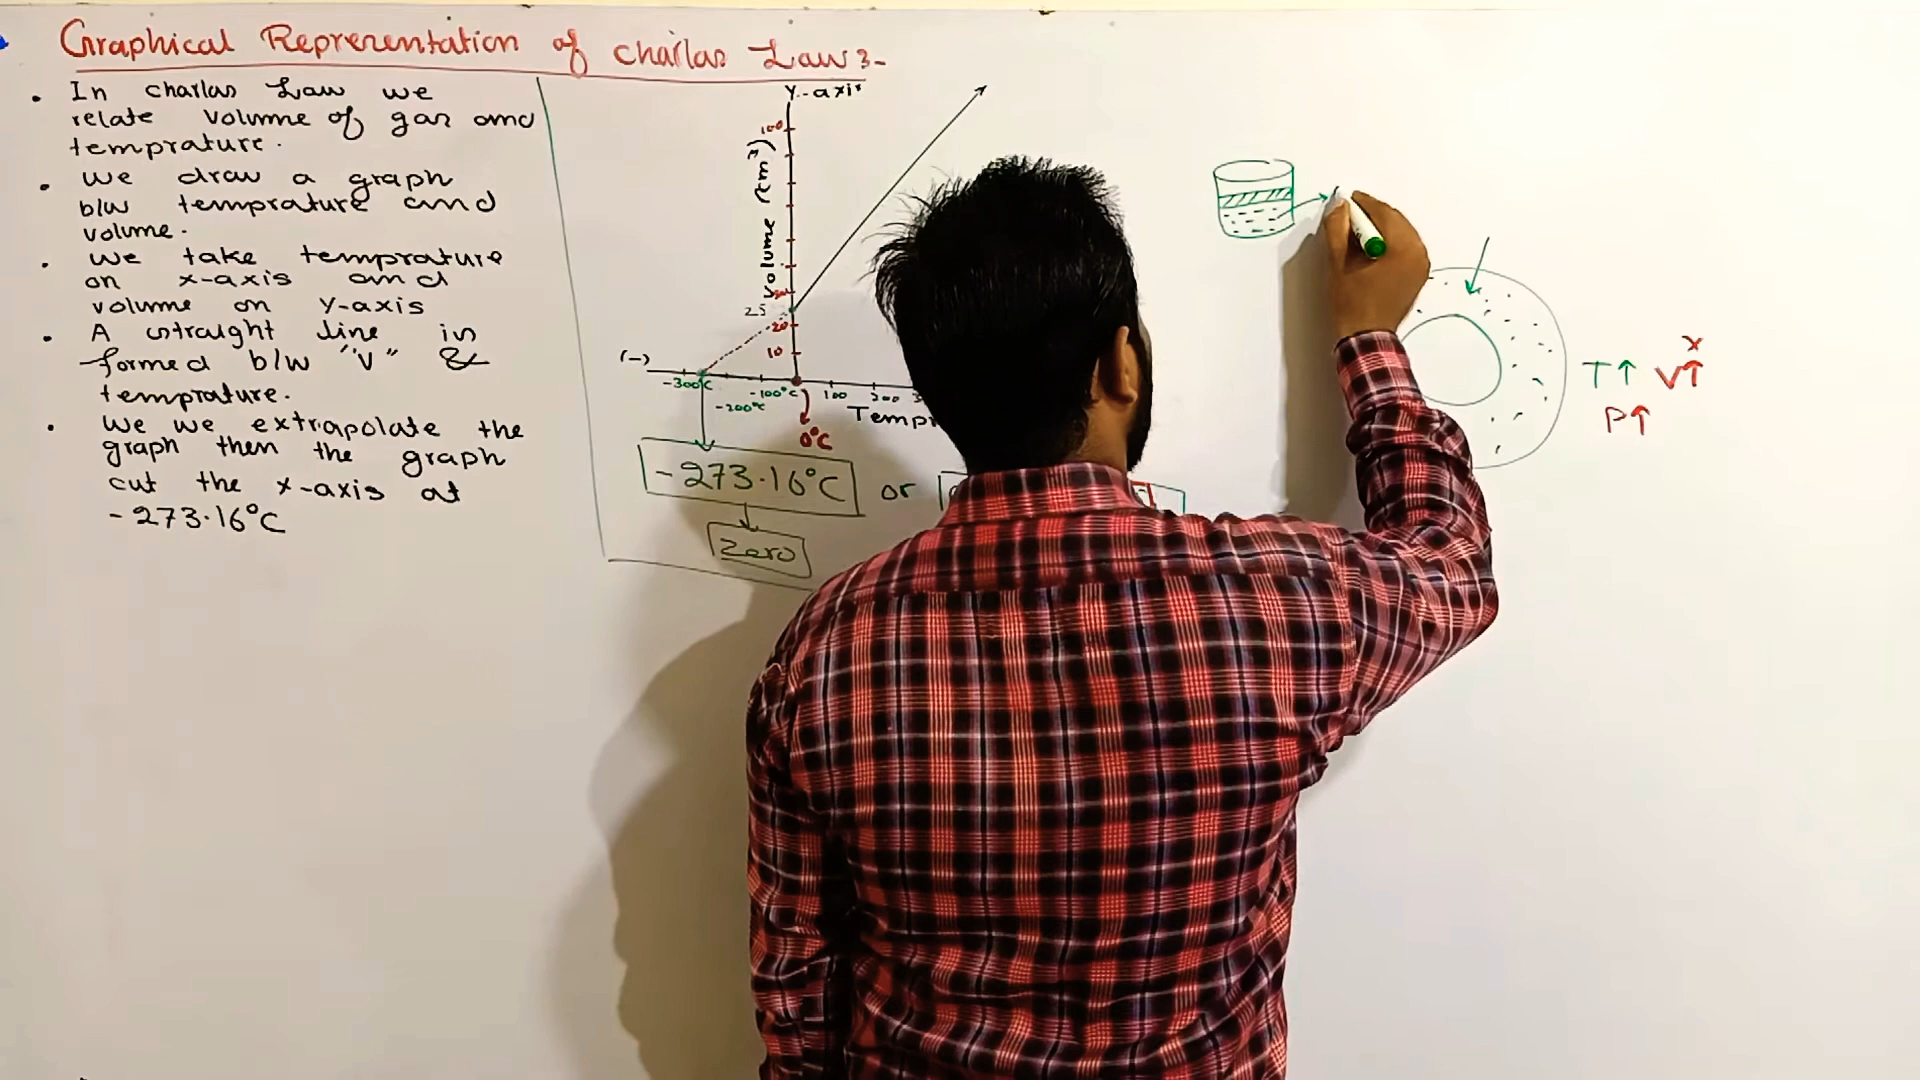 Graphical Representation of Charlas Law :-
• In charlas Law we
relate volume of gas and
temprature.
• We draw a graph
b/w temprature and
volume.
• We take temprature
on x-axis and
volume on Y-axis
• A straight line is
formed b/w "V" &
temprature.
• We we extrapolate the
graph then the graph
cut the x-axis at
-273.16°C
Y-axis
Volume (cm³)
100
30
25
20
10
(-)
-300°C
-200°C
-100°C
100
200
0°C
-273.16°C or
Zero
T↑ V↑ x
P↑